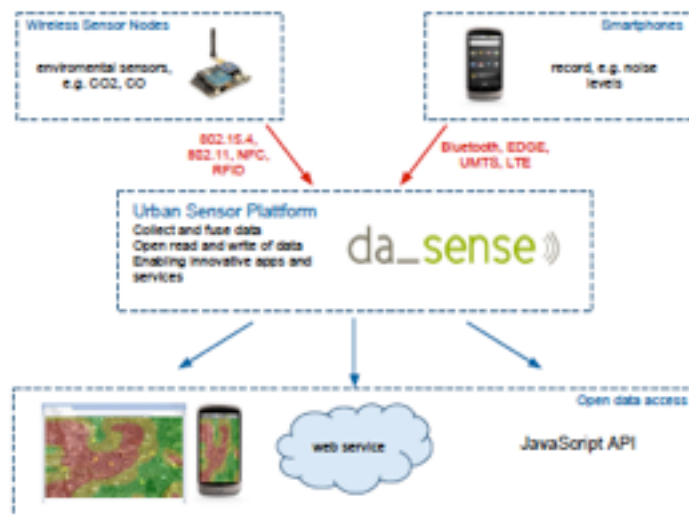 Wireless Sensor Nodes
enviromental sensors,
e.g. CO2, CO
Smartphones
record, e.g. noise
levels
802.15.4,
802.11, NFC,
RFID
Bluetooth, EDGE,
UMTS, LTE
Urban Sensor Plattform
Collect and fuse data
Open read and write of data
Enabling innovative apps and
services
da_sense
Open data access
web service
JavaScript API